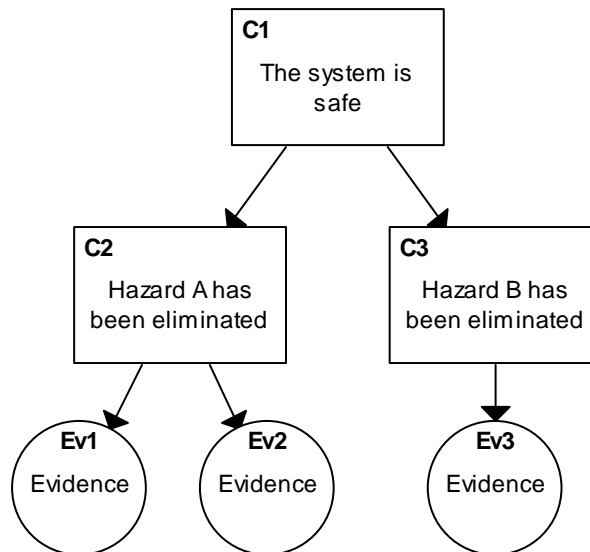 C1
The system is
safe
C2
Hazard A has
been eliminated
C3
Hazard B has
been eliminated
Ev1
Evidence
Ev2
Evidence
Ev3
Evidence